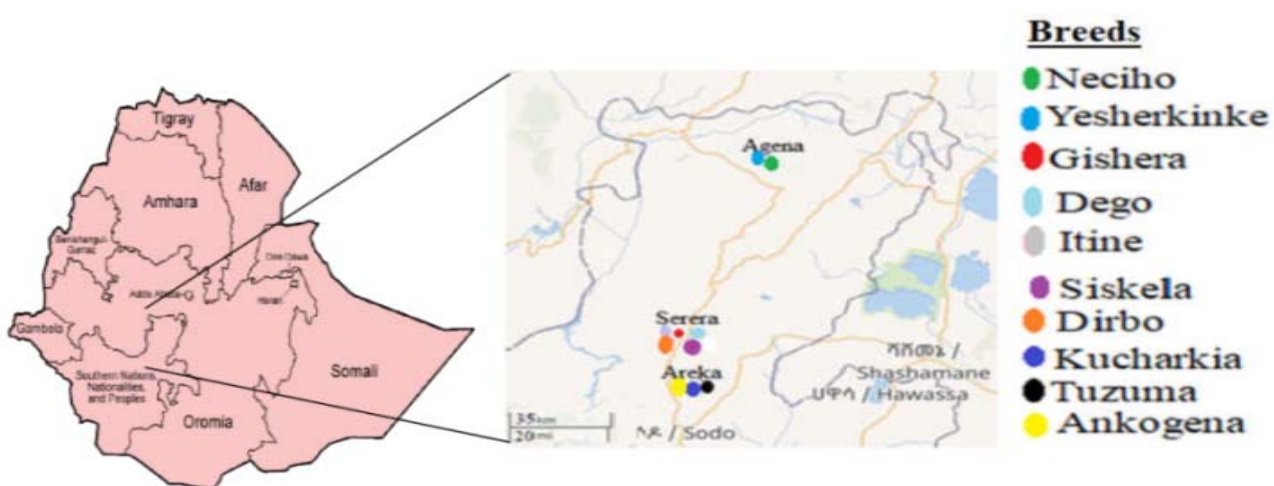 Tigray
Afar
Amhara
Benishangul-
Gumaz
Dire Dawa
Addis Ababa
Harari
Gambela
Somali
Southern Nations,
Nationalities,
and Peoples
Oromia
Agena
Serera
Areka
ሻሸመኔ /
Shashamane
ሀዋሳ / Hawassa
35 km
20 mi
ሶዶ / Sodo
Breeds
Neciho
Yesherkinke
Gishera
Dego
Itine
Siskela
Dirbo
Kucharkia
Tuzuma
Ankogena